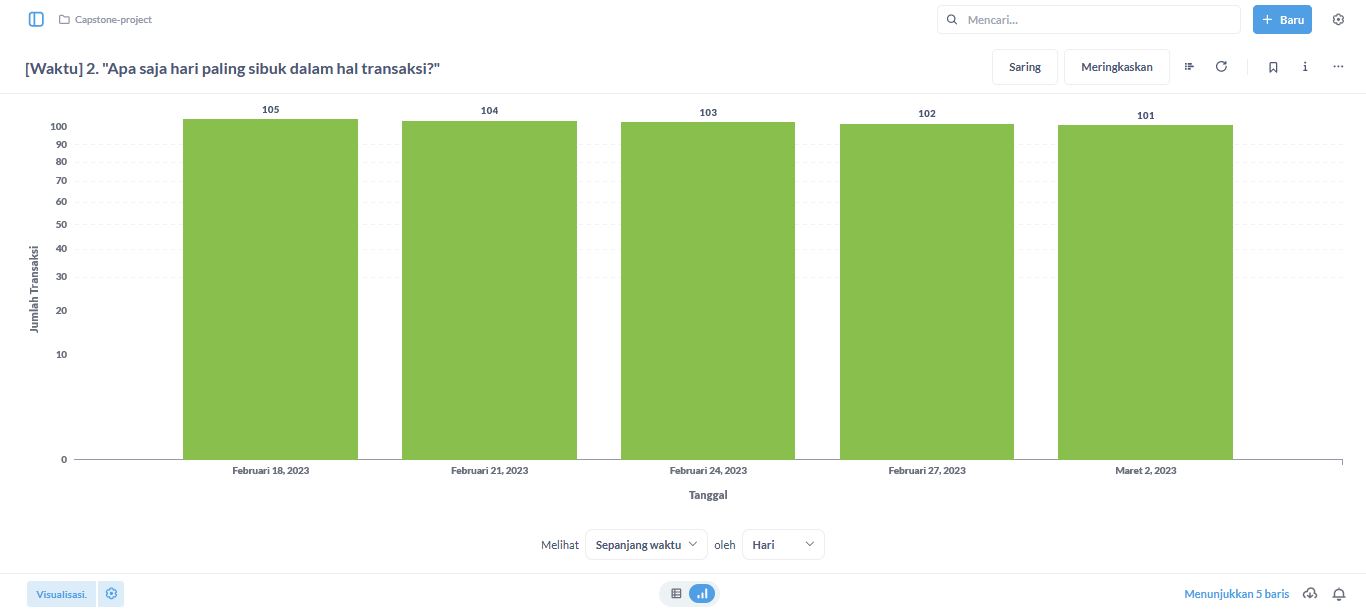 Capstone-project
Mencari...
Baru
[Waktu] 2. "Apa saja hari paling sibuk dalam hal transaksi?"
Saring
Meringkaskan
105
104
103
102
101
100
90
80
70
60
50
40
30
20
10
0
Jumlah Transaksi
Februari 18, 2023
Februari 21, 2023
Februari 24, 2023
Februari 27, 2023
Maret 2, 2023
Tanggal
Melihat Sepanjang waktu oleh Hari
Visualisasi.
Menunjukkan 5 baris